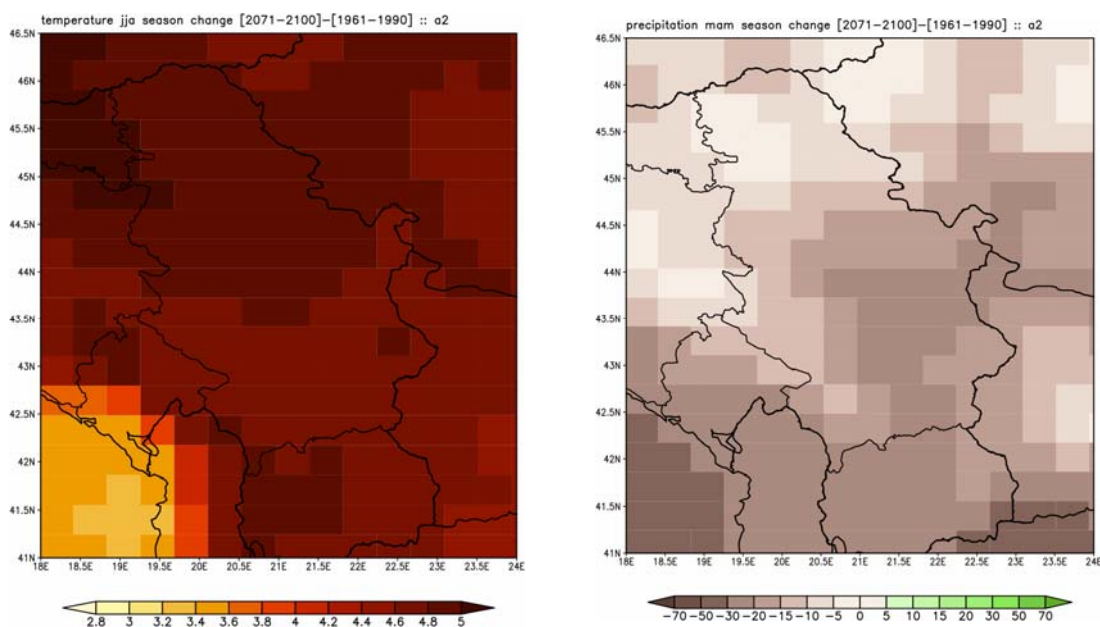 temperature jja season change [2071-2100]-[1961-1990] :: a2
46.5N
46N
45.5N
45N
44.5N
44N
43.5N
43N
42.5N
42N
41.5N
41N
18E 18.5E 19E 19.5E 20E 20.5E 21E 21.5E 22E 22.5E 23E 23.5E 24E
2.8 3 3.2 3.4 3.6 3.8 4 4.2 4.4 4.6 4.8 5
precipitation mam season change [2071-2100]-[1961-1990] :: a2
46.5N
46N
45.5N
45N
44.5N
44N
43.5N
43N
42.5N
42N
41.5N
41N
18E 18.5E 19E 19.5E 20E 20.5E 21E 21.5E 22E 22.5E 23E 23.5E 24E
-70 -50 -30 -20 -15 -10 -5 0 5 10 15 20 30 50 70